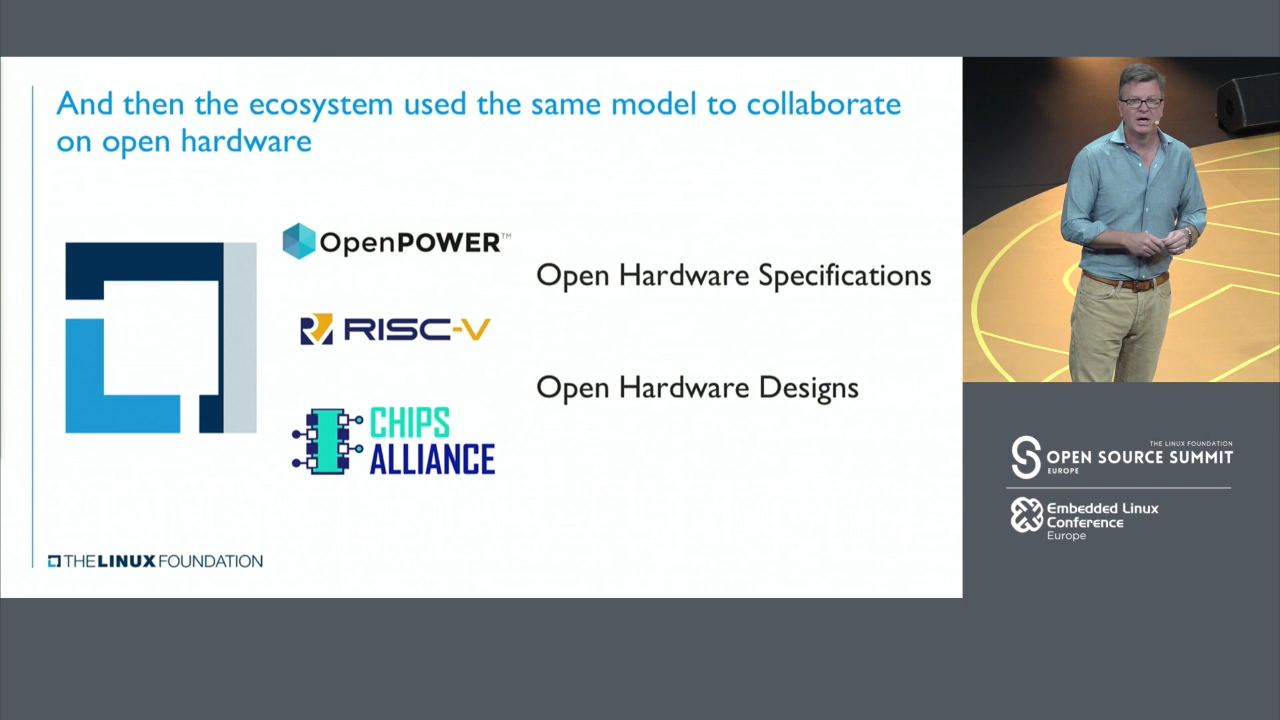 And then the ecosystem used the same model to collaborate
on open hardware
OpenPOWER™
RISC-V
CHIPS
ALLIANCE
Open Hardware Specifications
Open Hardware Designs
THE LINUX FOUNDATION
THE LINUX FOUNDATION
OPEN SOURCE SUMMIT
EUROPE
Embedded Linux
Conference
Europe